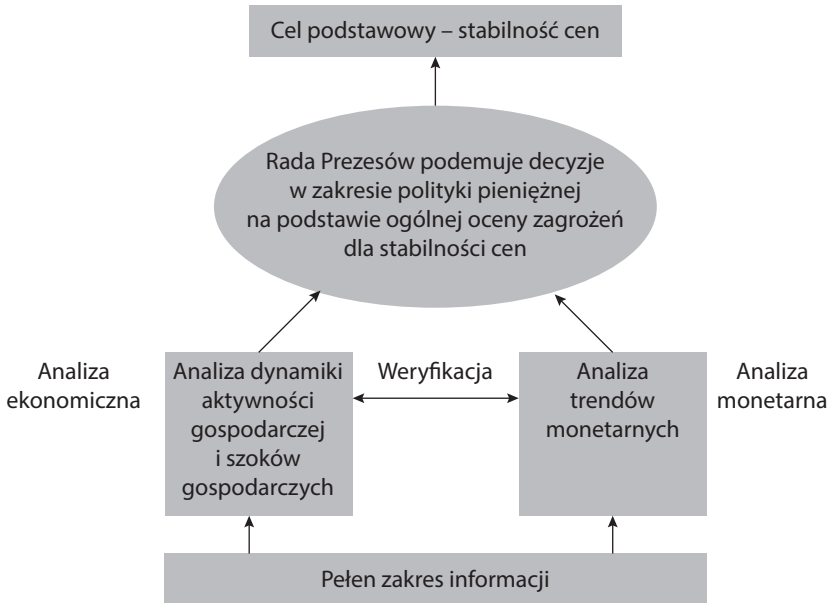 Cel podstawowy – stabilność cen
Rada Prezesów podemuje decyzje
w zakresie polityki pieniężnej
na podstawie ogólnej oceny zagrożeń
dla stabilności cen
Analiza
ekonomiczna
Analiza dynamiki
aktywności
gospodarczej
i szoków
gospodarczych
Weryfikacja
Analiza
trendów
monetarnych
Analiza
monetarna
Pełen zakres informacji